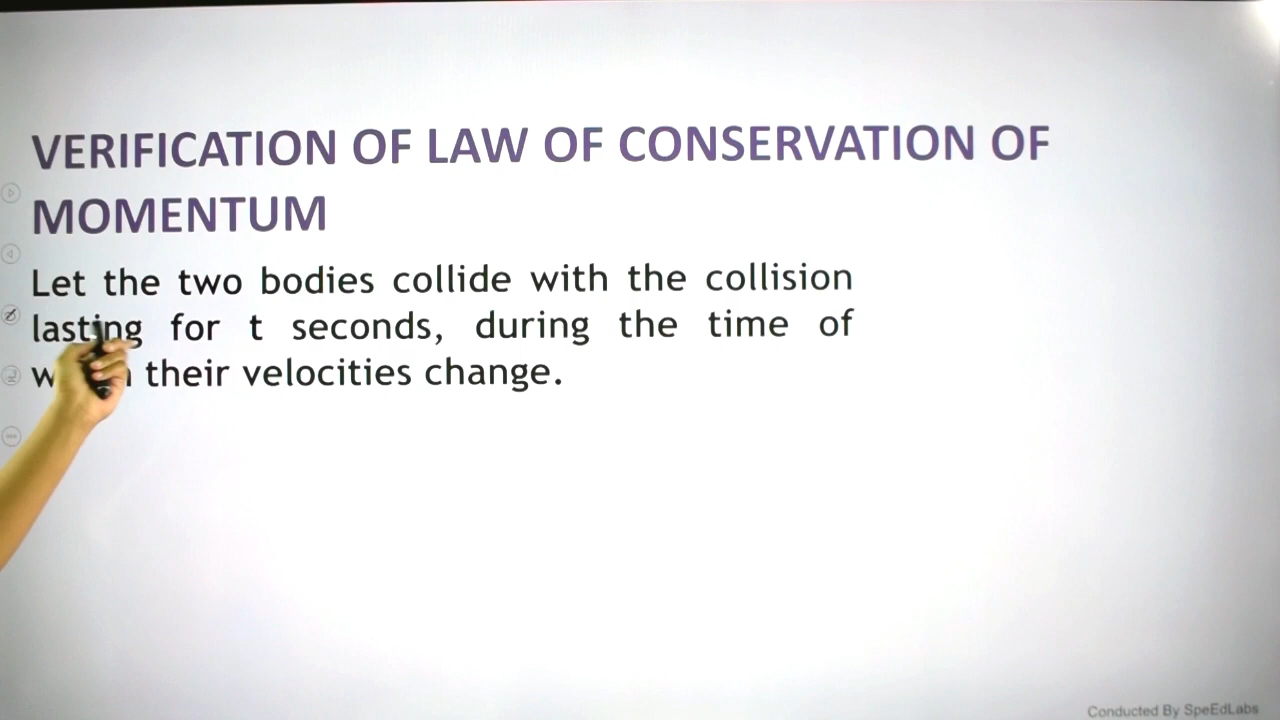 VERIFICATION OF LAW OF CONSERVATION OF
MOMENTUM
Let the two bodies collide with the collision
lasting for t seconds, during the time of
their velocities change.
Conducted By SpeEdLabs